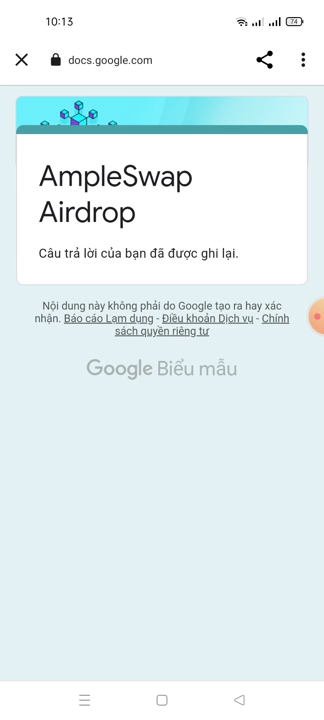 10:13
74
docs.google.com
AmpleSwap
Airdrop
Câu trả lời của bạn đã được ghi lại.
Nội dung này không phải do Google tạo ra hay xác
nhận. Báo cáo Lạm dụng - Điều khoản Dịch vụ - Chính
sách quyền riêng tư
Google Biểu mẫu